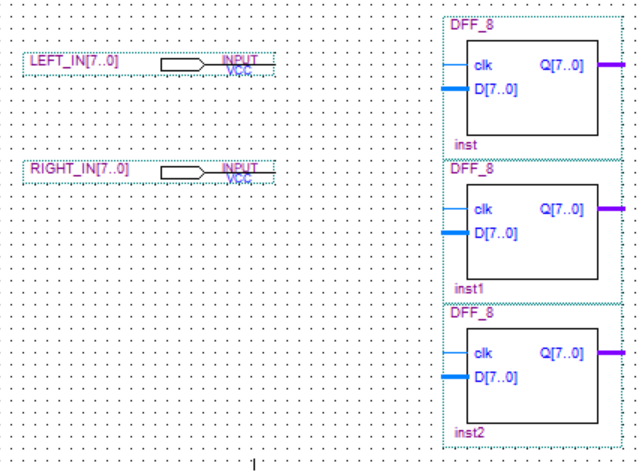 LEFT_IN[7..0]
INPUT
VCC
RIGHT_IN[7..0]
INPUT
VCC
DFF_8
clk Q[7..0]
D[7..0]
inst
DFF_8
clk Q[7..0]
D[7..0]
inst1
DFF_8
clk Q[7..0]
D[7..0]
inst2